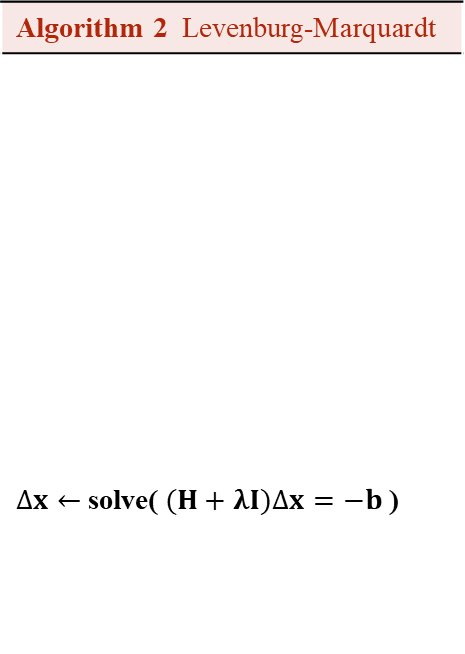 Algorithm 2 Levenburg-Marquardt
Δx ← solve( (H + λI)Δx = −b )